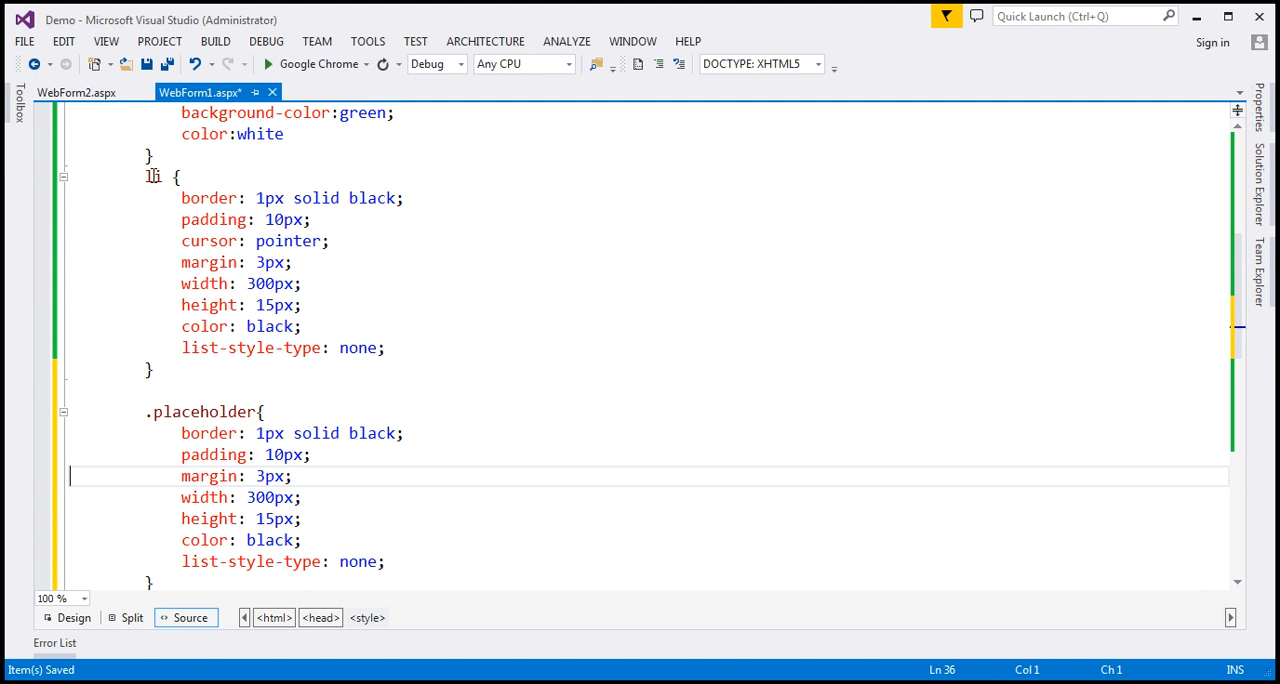 Demo - Microsoft Visual Studio (Administrator)
Quick Launch (Ctrl+Q)
FILE EDIT VIEW PROJECT BUILD DEBUG TEAM TOOLS TEST ARCHITECTURE ANALYZE WINDOW HELP
Sign in
Google Chrome Debug Any CPU DOCTYPE: XHTML5
Toolbox
WebForm2.aspx WebForm1.aspx*
Properties
Solution Explorer
Team Explorer
background-color:green;
color:white
}
li {
border: 1px solid black;
padding: 10px;
cursor: pointer;
margin: 3px;
width: 300px;
height: 15px;
color: black;
list-style-type: none;
}
.placeholder{
border: 1px solid black;
padding: 10px;
margin: 3px;
width: 300px;
height: 15px;
color: black;
list-style-type: none;
}
100 %
Design Split Source <html> <head> <style>
Error List
Item(s) Saved Ln 36 Col 1 Ch 1 INS